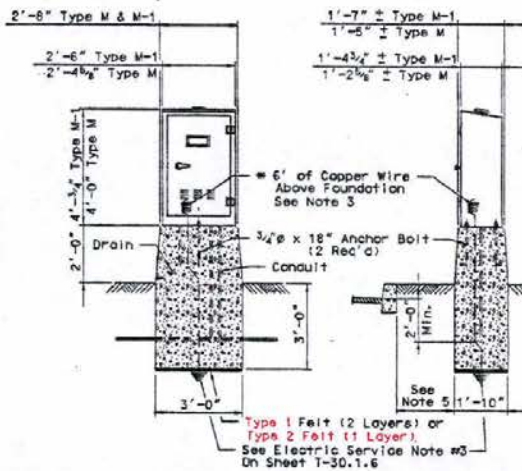 2'-8" Type M & M-1
2'-6" Type M-1
2'-4⅝" Type M
1'-7" ± Type M-1
1'-5" ± Type M
1'-4¾" ± Type M-1
1'-2⅝" ± Type M
4'-¾" Type M-1
4'-0" Type M
* 6' of Copper Wire
Above Foundation
See Note 3
2'-0"
Drain
¾"ø x 18" Anchor Bolt
(2 Req'd)
Conduit
3'-0"
2'-0"
Min.
3'-0"
See
Note 5
1'-10"
Type 1 Felt (2 Layers) or
Type 2 Felt (1 Layer).
See Electric Service Note #3
On Sheet T-30.1.6